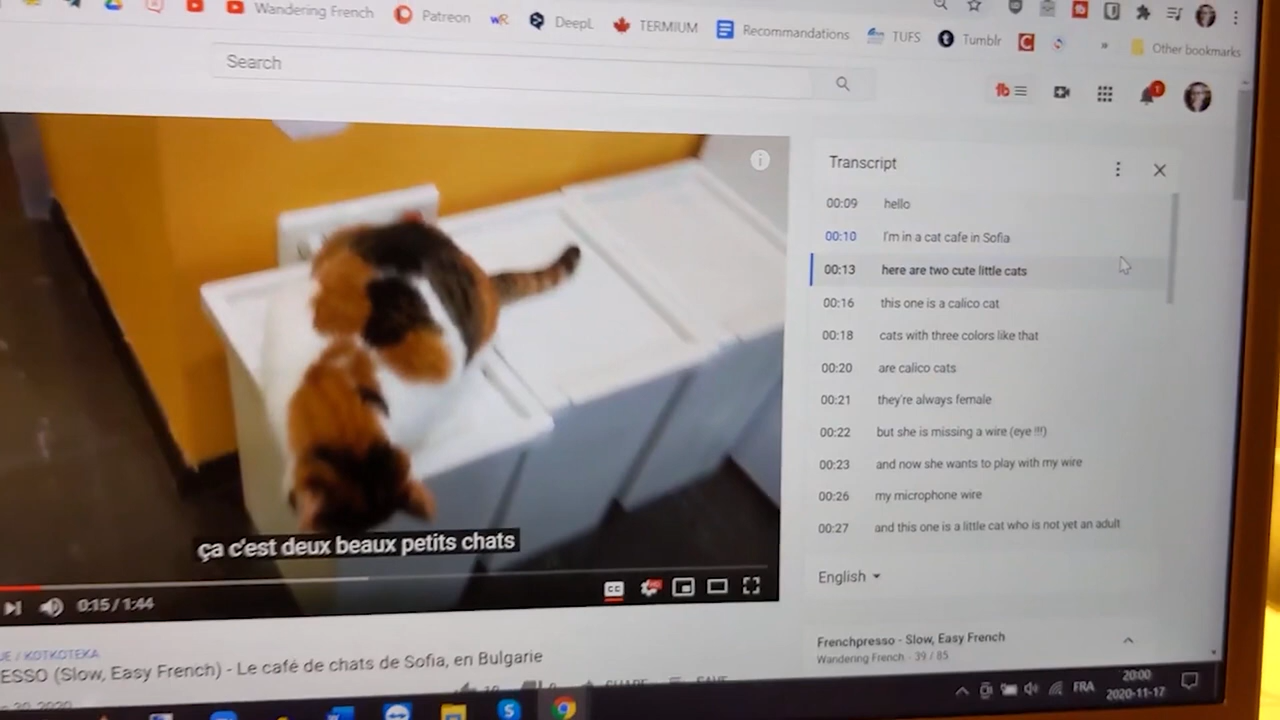 Wandering French
Patreon
wR
DeepL
TERMIUM
Recommandations
TUFS
t
Tumblr
C
»
Other bookmarks
Search
1
Transcript
00:09 hello
00:10 I'm in a cat cafe in Sofia
00:13 here are two cute little cats
00:16 this one is a calico cat
00:18 cats with three colors like that
00:20 are calico cats
00:21 they're always female
00:22 but she is missing a wire (eye !!!)
00:23 and now she wants to play with my wire
00:26 my microphone wire
00:27 and this one is a little cat who is not yet an adult
ça c'est deux beaux petits chats
English
CC
0:15 / 1:44
Frenchpresso - Slow, Easy French
Wandering French - 39 / 85
/ KOTKOTEKA
ESSO (Slow, Easy French) - Le café de chats de Sofia, en Bulgarie
FRA
20:00
2020-11-17